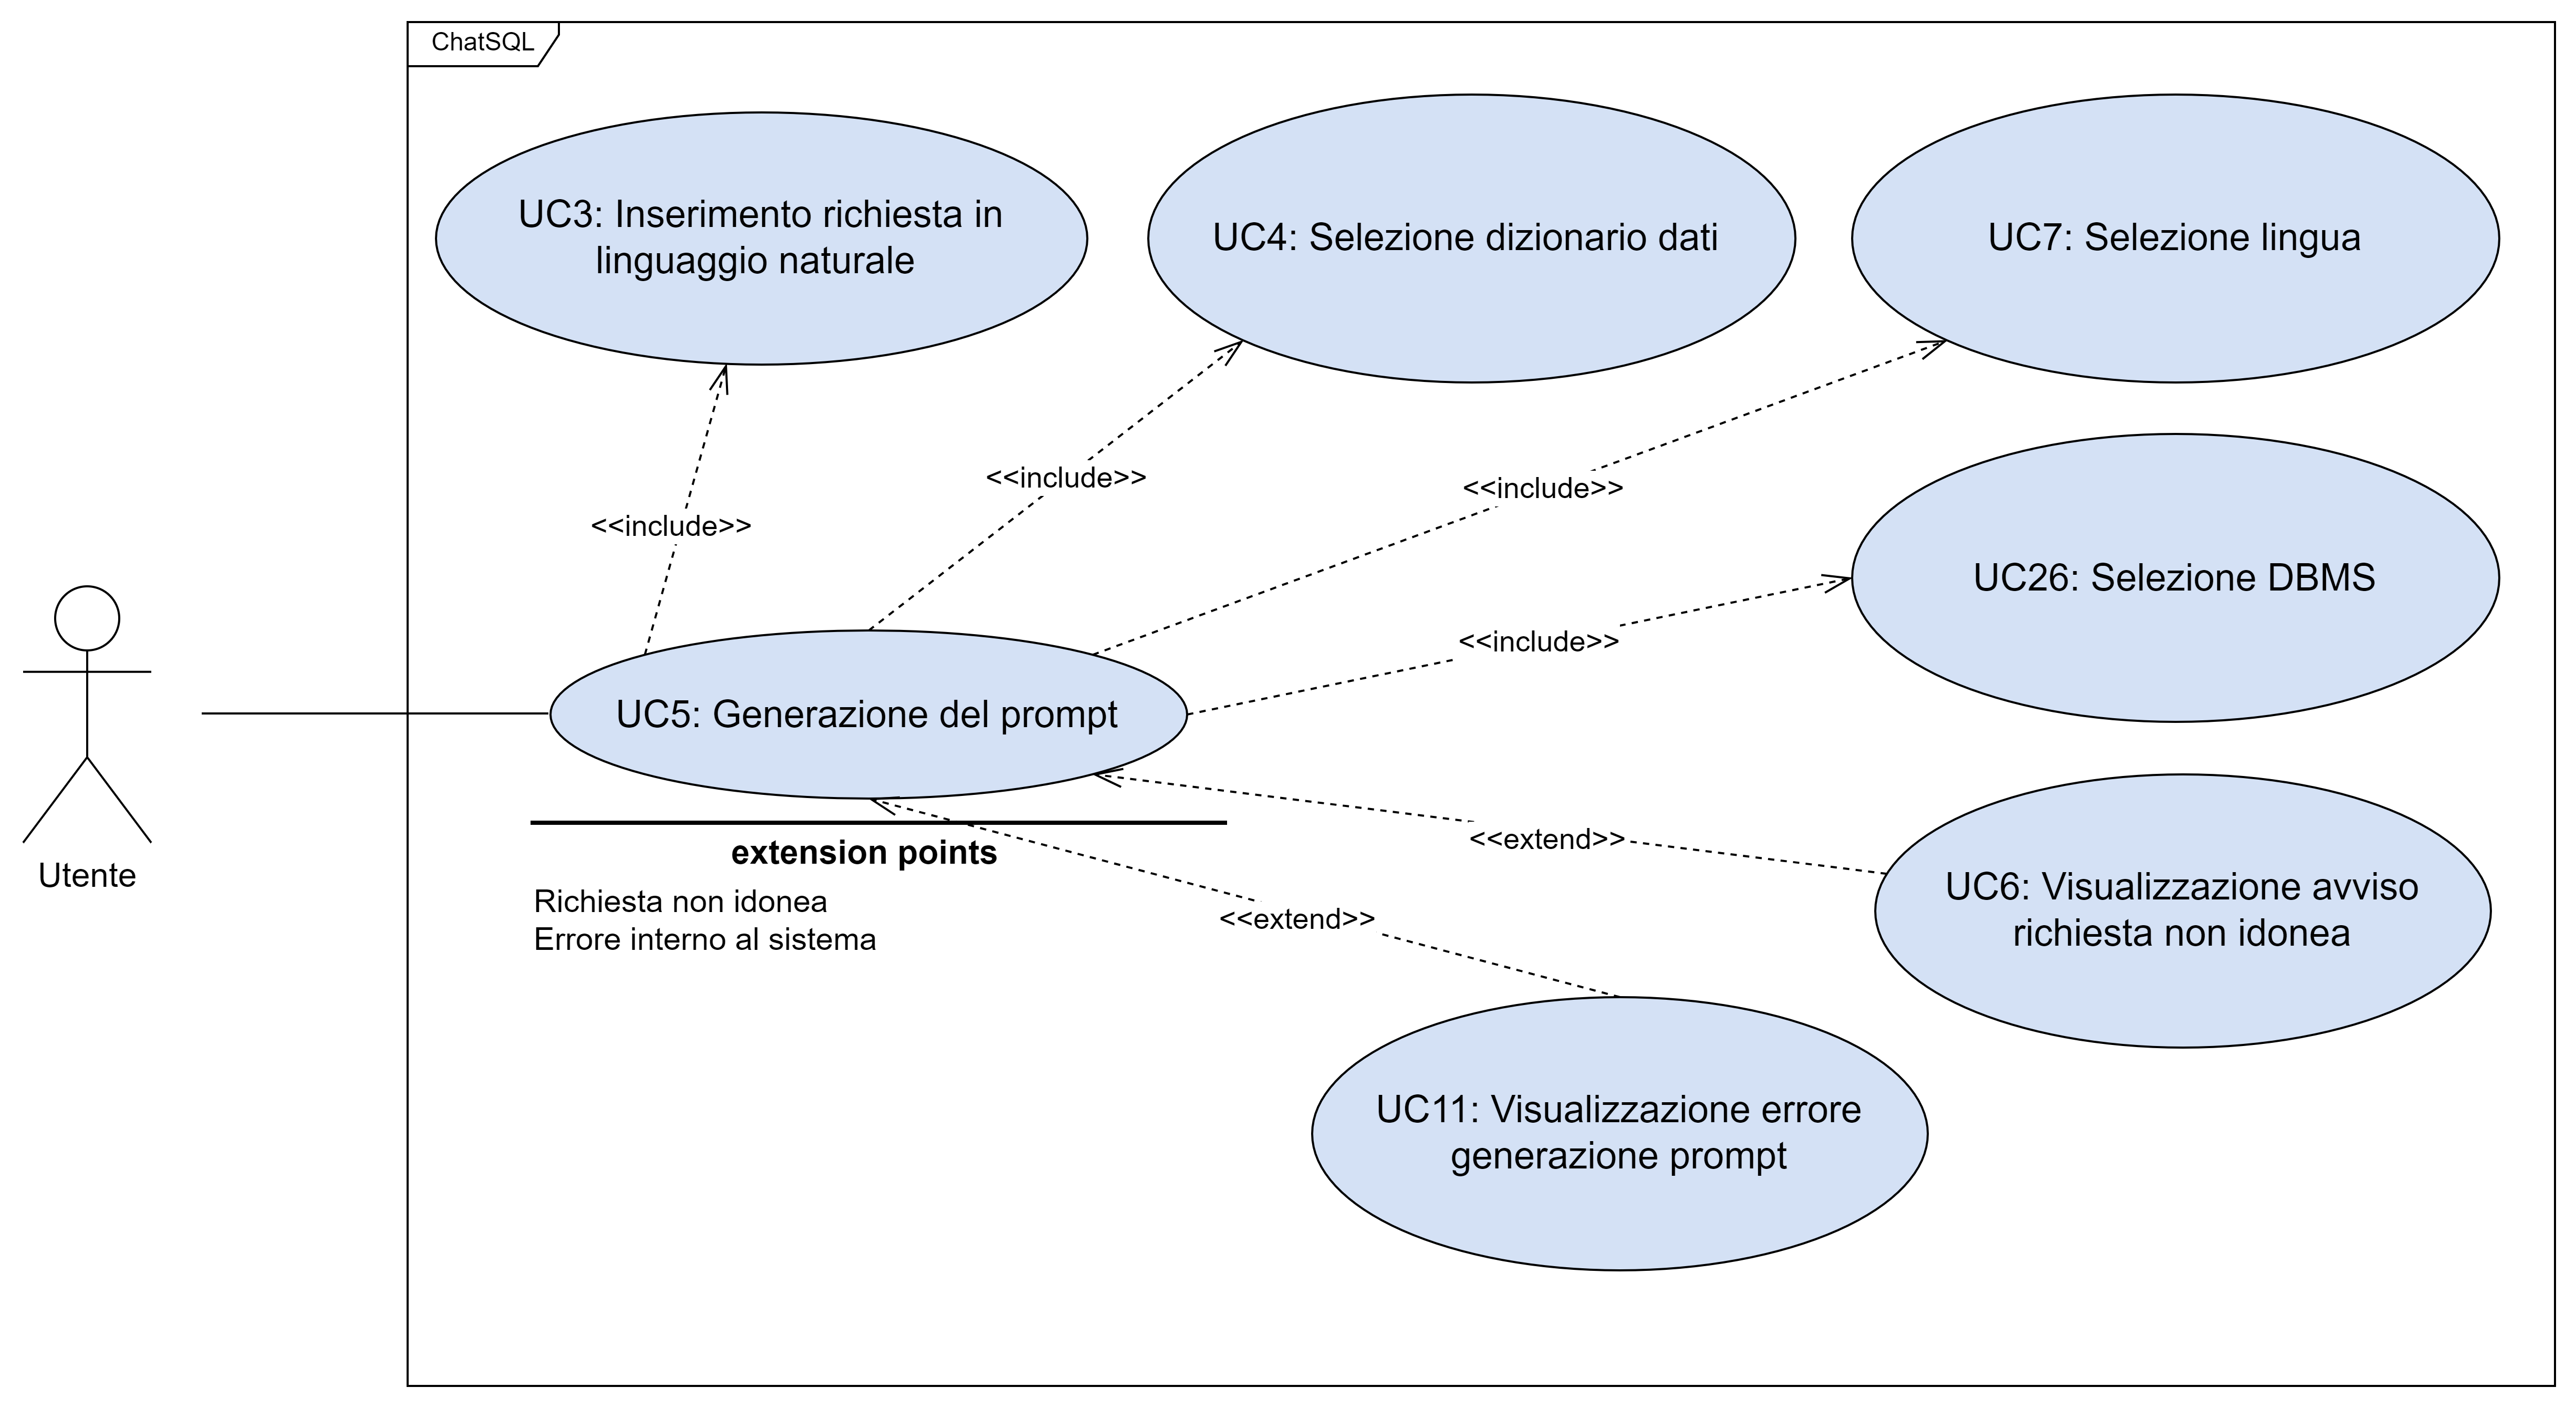 ChatSQL
UC3: Inserimento richiesta in
linguaggio naturale
UC4: Selezione dizionario dati
UC7: Selezione lingua
<<include>>
<<include>>
<<include>>
UC26: Selezione DBMS
<<include>>
UC5: Generazione del prompt
<<extend>>
extension points
Richiesta non idonea
Errore interno al sistema
<<extend>>
UC6: Visualizzazione avviso
richiesta non idonea
Utente
UC11: Visualizzazione errore
generazione prompt